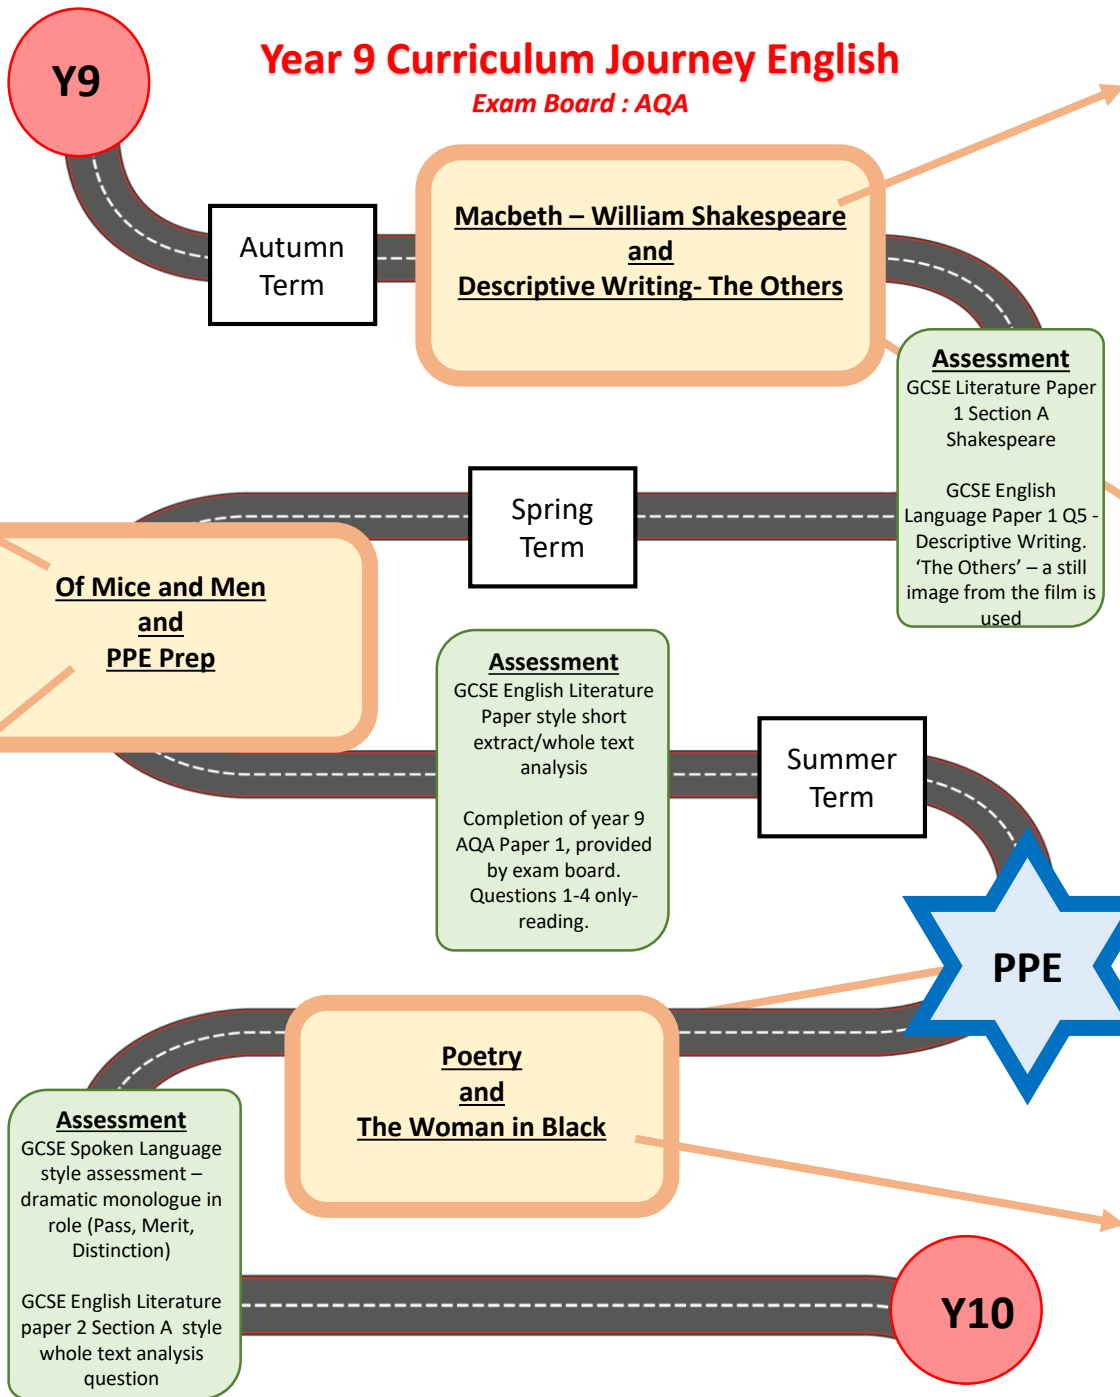 Y9
Year 9 Curriculum Journey English
Exam Board : AQA
Autumn
Term
Macbeth – William Shakespeare
and
Descriptive Writing- The Others
Assessment
GCSE Literature Paper
1 Section A
Shakespeare
GCSE English
Language Paper 1 Q5 -
Descriptive Writing.
‘The Others’ – a still
image from the film is
used
Spring
Term
Of Mice and Men
and
PPE Prep
Assessment
GCSE English Literature
Paper style short
extract/whole text
analysis
Completion of year 9
AQA Paper 1, provided
by exam board.
Questions 1-4 only-
reading.
Summer
Term
PPE
Poetry
and
The Woman in Black
Assessment
GCSE Spoken Language
style assessment –
dramatic monologue in
role (Pass, Merit,
Distinction)
GCSE English Literature
paper 2 Section A style
whole text analysis
question
Y10